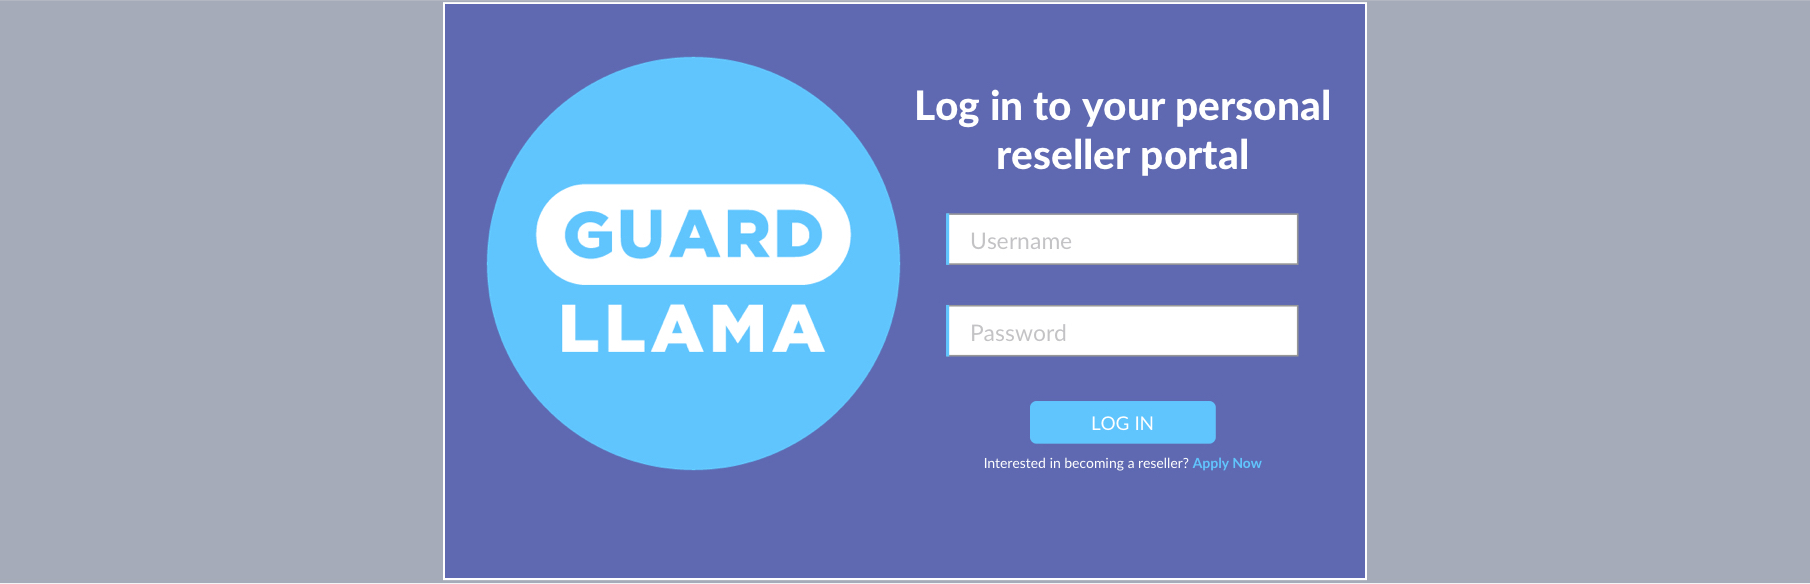 GUARD
LLAMA
Log in to your personal
reseller portal
Username
Password
LOG IN
Interested in becoming a reseller? Apply Now